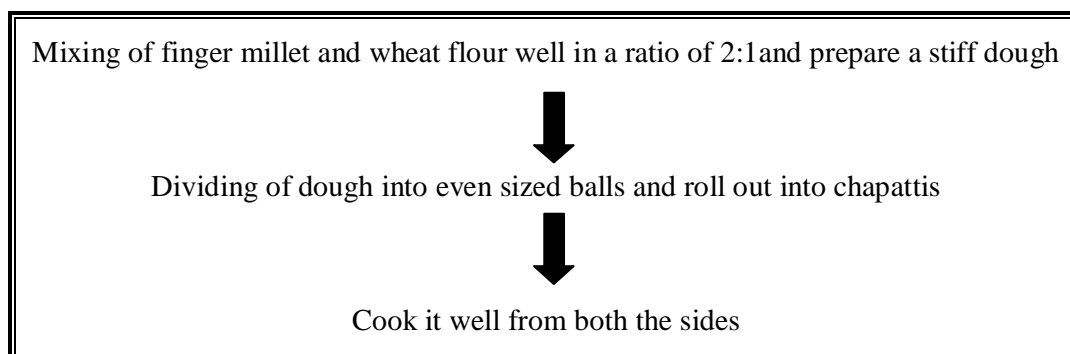 Mixing of finger millet and wheat flour well in a ratio of 2:1and prepare a stiff dough
Dividing of dough into even sized balls and roll out into chapattis
Cook it well from both the sides